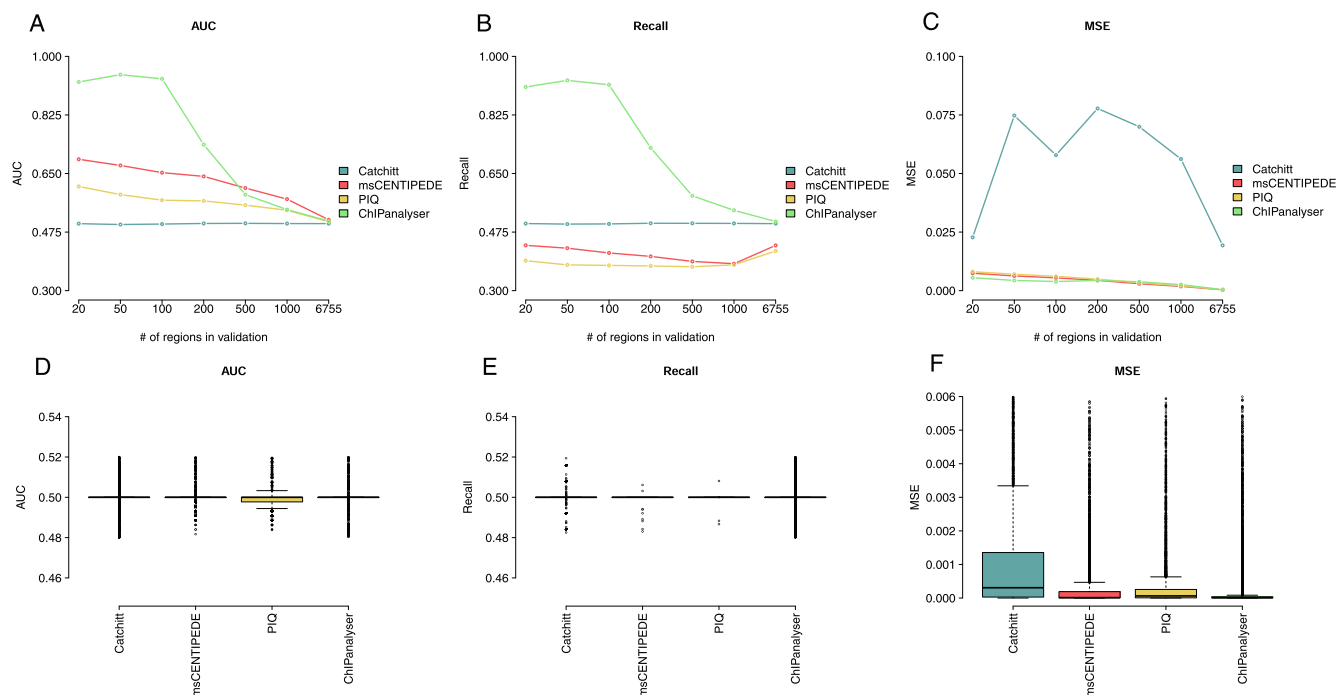 A
AUC
1.000
0.825
0.650
0.475
0.300
AUC
20
50
100
200
500
1000
6755
# of regions in validation
Catchitt
msCENTIPEDE
PIQ
ChIPanalyser
B
Recall
1.000
0.825
0.650
0.475
0.300
Recall
20
50
100
200
500
1000
6755
# of regions in validation
Catchitt
msCENTIPEDE
PIQ
ChIPanalyser
C
MSE
0.100
0.075
0.050
0.025
0.000
MSE
20
50
100
200
500
1000
6755
# of regions in validation
Catchitt
msCENTIPEDE
PIQ
ChIPanalyser
D
AUC
0.54
0.52
0.50
0.48
0.46
AUC
Catchitt
msCENTIPEDE
PIQ
ChIPanalyser
E
Recall
0.54
0.52
0.50
0.48
0.46
Recall
Catchitt
msCENTIPEDE
PIQ
ChIPanalyser
F
MSE
0.006
0.005
0.004
0.003
0.002
0.001
0.000
MSE
Catchitt
msCENTIPEDE
PIQ
ChIPanalyser